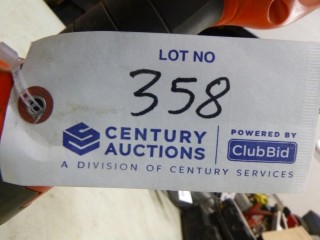 LOT NO
358
CENTURY AUCTIONS
POWERED BY
ClubBid
A DIVISION OF CENTURY SERVICES